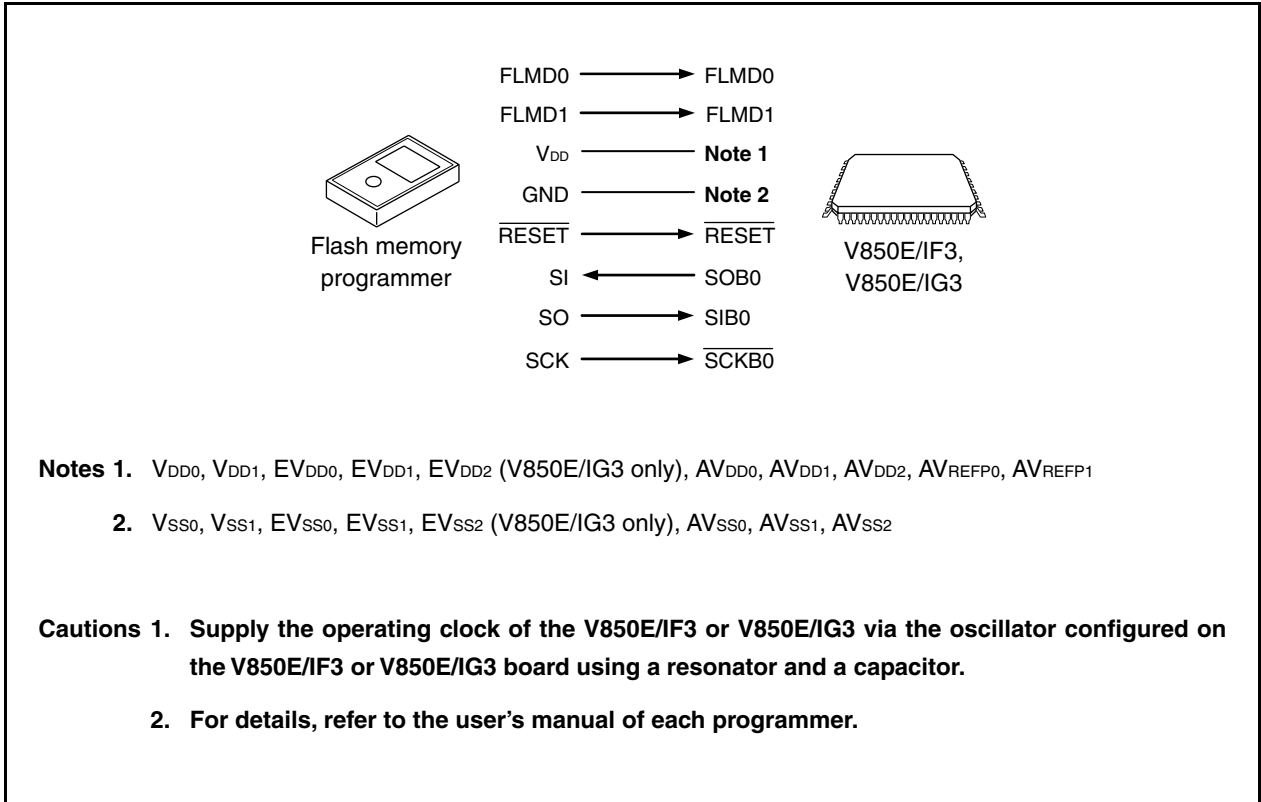 FLMD0 FLMD0
FLMD1 FLMD1
VDD Note 1
GND Note 2
RESET RESET
SI SOB0
SO SIB0
SCK SCKB0
Flash memory
programmer
V850E/IF3,
V850E/IG3
Notes 1. VDD0, VDD1, EVDD0, EVDD1, EVDD2 (V850E/IG3 only), AVDD0, AVDD1, AVDD2, AVREFP0, AVREFP1
2. VSS0, VSS1, EVSS0, EVSS1, EVSS2 (V850E/IG3 only), AVSS0, AVSS1, AVSS2
Cautions 1. Supply the operating clock of the V850E/IF3 or V850E/IG3 via the oscillator configured on
the V850E/IF3 or V850E/IG3 board using a resonator and a capacitor.
2. For details, refer to the user's manual of each programmer.